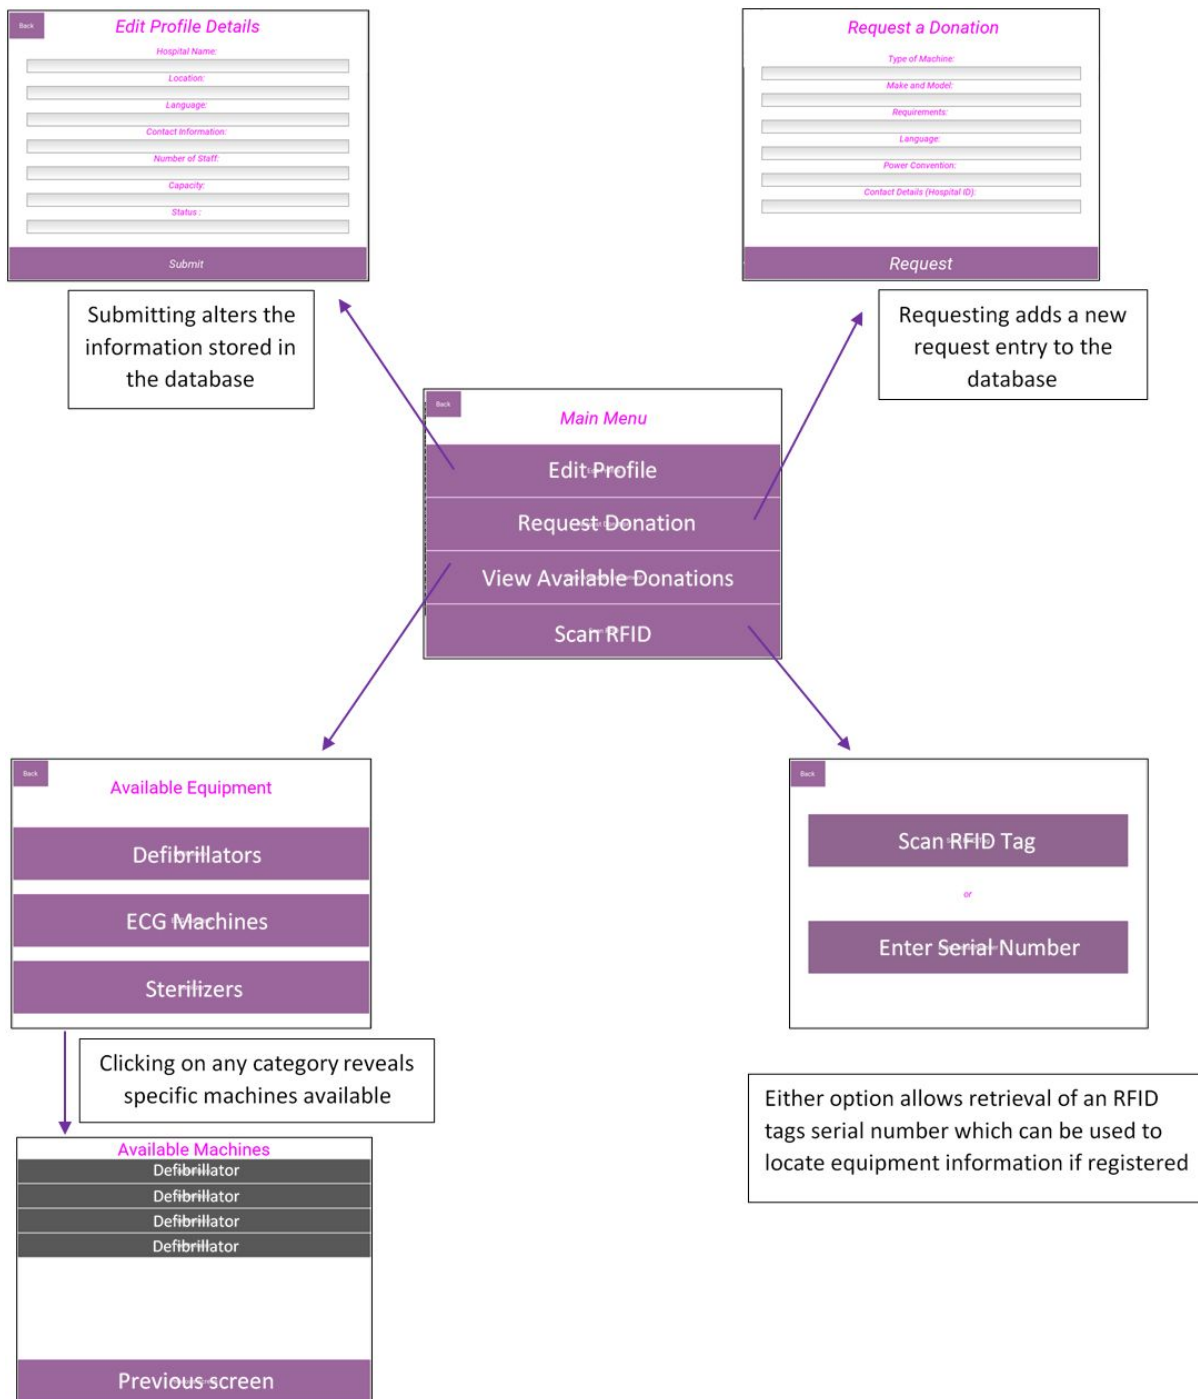 Back
Edit Profile Details
Hospital Name:
Location:
Language:
Contact Information:
Number of Staff:
Capacity:
Status :
Submit
Submitting alters the
information stored in
the database
Request a Donation
Type of Machine:
Make and Model:
Requirements:
Language:
Power Convention:
Contact Details (Hospital ID):
Request
Requesting adds a new
request entry to the
database
Back
Main Menu
Edit Profile
Request Donation
View Available Donations
Scan RFID
Back
Available Equipment
Defibrillators
ECG Machines
Sterilizers
Clicking on any category reveals
specific machines available
Available Machines
Defibrillator
Defibrillator
Defibrillator
Defibrillator
Previous screen
Back
Scan RFID Tag
or
Enter Serial Number
Either option allows retrieval of an RFID
tags serial number which can be used to
locate equipment information if registered